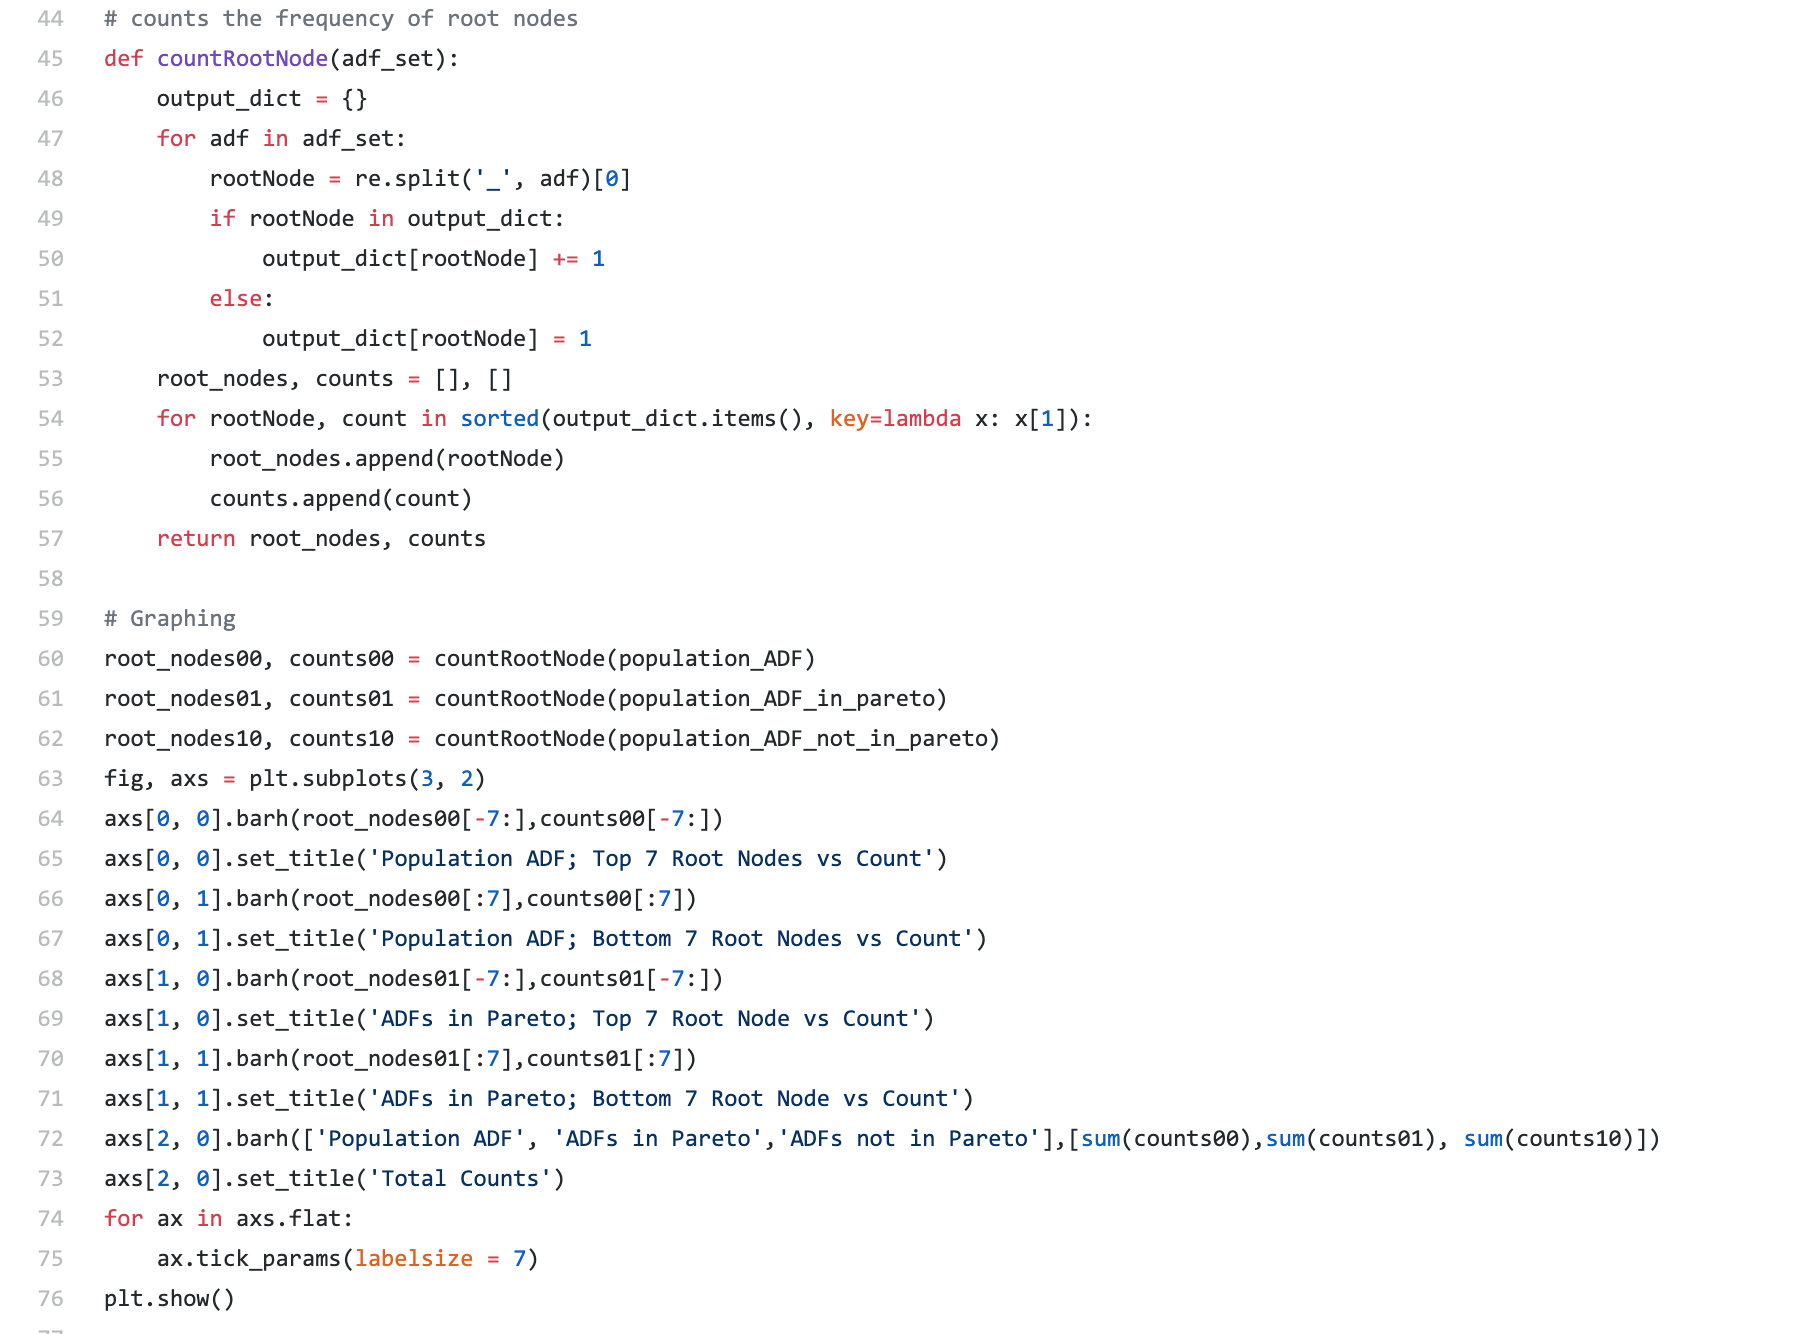 44 # counts the frequency of root nodes
45 def countRootNode(adf_set):
46     output_dict = {}
47     for adf in adf_set:
48         rootNode = re.split('_', adf)[0]
49         if rootNode in output_dict:
50             output_dict[rootNode] += 1
51         else:
52             output_dict[rootNode] = 1
53     root_nodes, counts = [], []
54     for rootNode, count in sorted(output_dict.items(), key=lambda x: x[1]):
55         root_nodes.append(rootNode)
56         counts.append(count)
57     return root_nodes, counts
58
59 # Graphing
60 root_nodes00, counts00 = countRootNode(population_ADF)
61 root_nodes01, counts01 = countRootNode(population_ADF_in_pareto)
62 root_nodes10, counts10 = countRootNode(population_ADF_not_in_pareto)
63 fig, axs = plt.subplots(3, 2)
64 axs[0, 0].barh(root_nodes00[-7:],counts00[-7:])
65 axs[0, 0].set_title('Population ADF; Top 7 Root Nodes vs Count')
66 axs[0, 1].barh(root_nodes00[:7],counts00[:7])
67 axs[0, 1].set_title('Population ADF; Bottom 7 Root Nodes vs Count')
68 axs[1, 0].barh(root_nodes01[-7:],counts01[-7:])
69 axs[1, 0].set_title('ADFs in Pareto; Top 7 Root Node vs Count')
70 axs[1, 1].barh(root_nodes01[:7],counts01[:7])
71 axs[1, 1].set_title('ADFs in Pareto; Bottom 7 Root Node vs Count')
72 axs[2, 0].barh(['Population ADF', 'ADFs in Pareto','ADFs not in Pareto'],[sum(counts00),sum(counts01), sum(counts10)])
73 axs[2, 0].set_title('Total Counts')
74 for ax in axs.flat:
75     ax.tick_params(labelsize = 7)
76 plt.show()